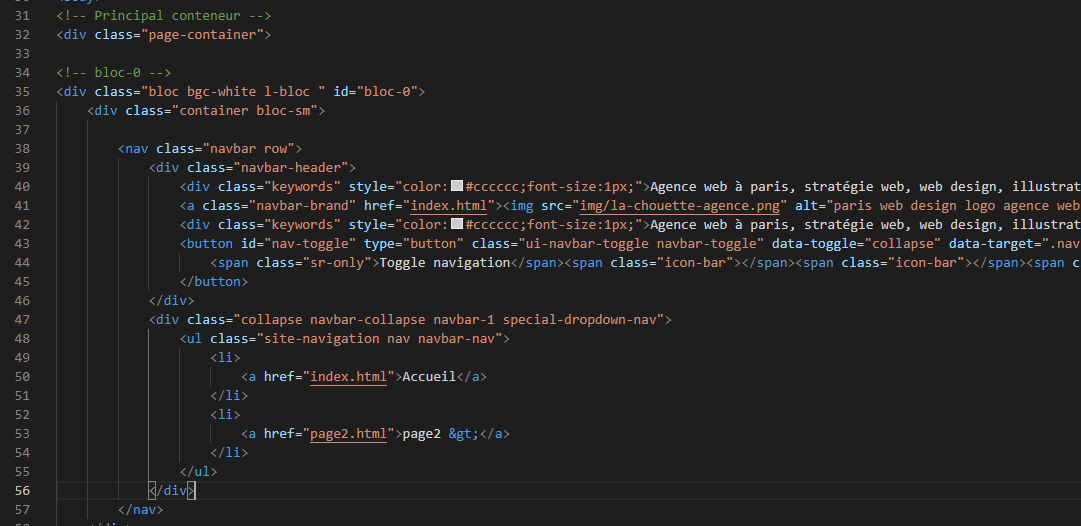 31 <!-- Principal conteneur -->
32 <div class="page-container">
33
34 <!-- bloc-0 -->
35 <div class="bloc bgc-white l-bloc " id="bloc-0">
36 <div class="container bloc-sm">
37
38 <nav class="navbar row">
39 <div class="navbar-header">
40 <div class="keywords" style="color:#cccccc;font-size:1px;">Agence web à paris, stratégie web, web design, illustrat
41 <a class="navbar-brand" href="index.html"><img src="img/la-chouette-agence.png" alt="paris web design logo agence web
42 <div class="keywords" style="color:#cccccc;font-size:1px;">Agence web à paris, stratégie web, web design, illustrat
43 <button id="nav-toggle" type="button" class="ui-navbar-toggle navbar-toggle" data-toggle="collapse" data-target=".nav
44 <span class="sr-only">Toggle navigation</span><span class="icon-bar"></span><span class="icon-bar"></span><span c
45 </button>
46 </div>
47 <div class="collapse navbar-collapse navbar-1 special-dropdown-nav">
48 <ul class="site-navigation nav navbar-nav">
49 <li>
50 <a href="index.html">Accueil</a>
51 </li>
52 <li>
53 <a href="page2.html">page2 &gt;</a>
54 </li>
55 </ul>
56 </div>
57 </nav>